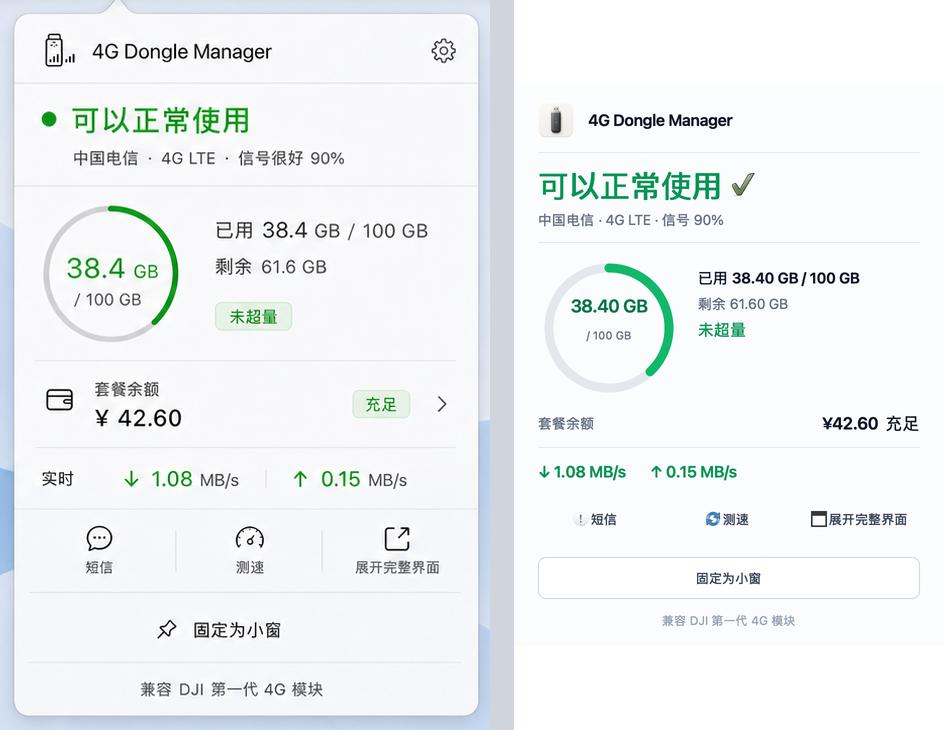 4G Dongle Manager
可以正常使用
中国电信 · 4G LTE · 信号很好 90%
38.4 GB
/ 100 GB
已用 38.4 GB / 100 GB
剩余 61.6 GB
未超量
套餐余额
¥ 42.60
充足
实时 ↓ 1.08 MB/s ↑ 0.15 MB/s
短信 测速 展开完整界面
固定为小窗
兼容 DJI 第一代 4G 模块
4G Dongle Manager
可以正常使用 ✓
中国电信 · 4G LTE · 信号 90%
38.40 GB
/ 100 GB
已用 38.40 GB / 100 GB
剩余 61.60 GB
未超量
套餐余额 ¥42.60 充足
↓ 1.08 MB/s ↑ 0.15 MB/s
短信 测速 展开完整界面
固定为小窗
兼容 DJI 第一代 4G 模块